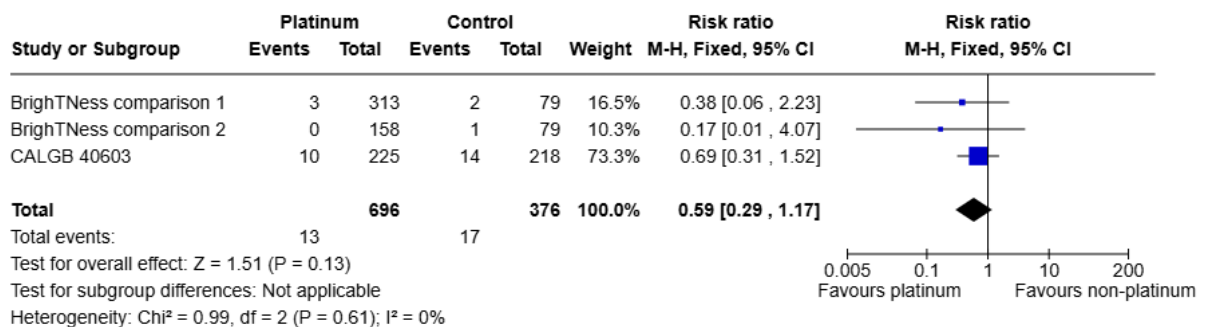 Platinum Control Risk ratio Risk ratio
Study or Subgroup Events Total Events Total Weight M-H, Fixed, 95% CI M-H, Fixed, 95% CI
BrighTNess comparison 1 3 313 2 79 16.5% 0.38 [0.06 , 2.23]
BrighTNess comparison 2 0 158 1 79 10.3% 0.17 [0.01 , 4.07]
CALGB 40603 10 225 14 218 73.3% 0.69 [0.31 , 1.52]
Total 696 376 100.0% 0.59 [0.29 , 1.17]
Total events: 13 17
Test for overall effect: Z = 1.51 (P = 0.13)
0.005 0.1 1 10 200
Test for subgroup differences: Not applicable
Favours platinum Favours non-platinum
Heterogeneity: Chi² = 0.99, df = 2 (P = 0.61); I² = 0%